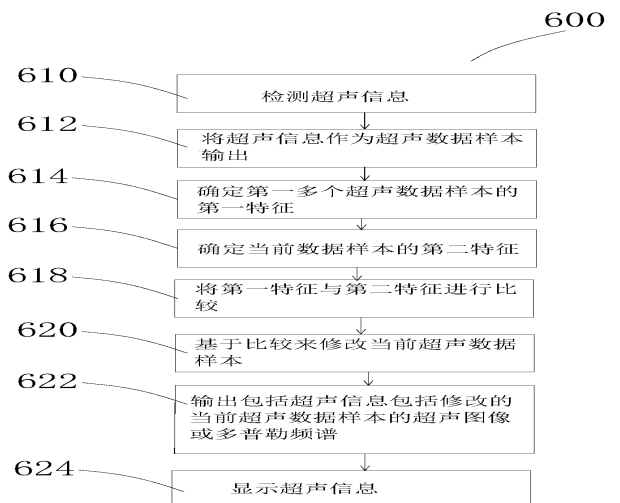 600
610
检测超声信息
612
将超声信息作为超声数据样本
输出
614
确定第一多个超声数据样本的
第一特征
616
确定当前数据样本的第二特征
618
将第一特征与第二特征进行比
较
620
基于比较来修改当前超声数据
样本
622
输出包括超声信息包括修改的
当前超声数据样本的超声图像
或多普勒频谱
624
显示超声信息